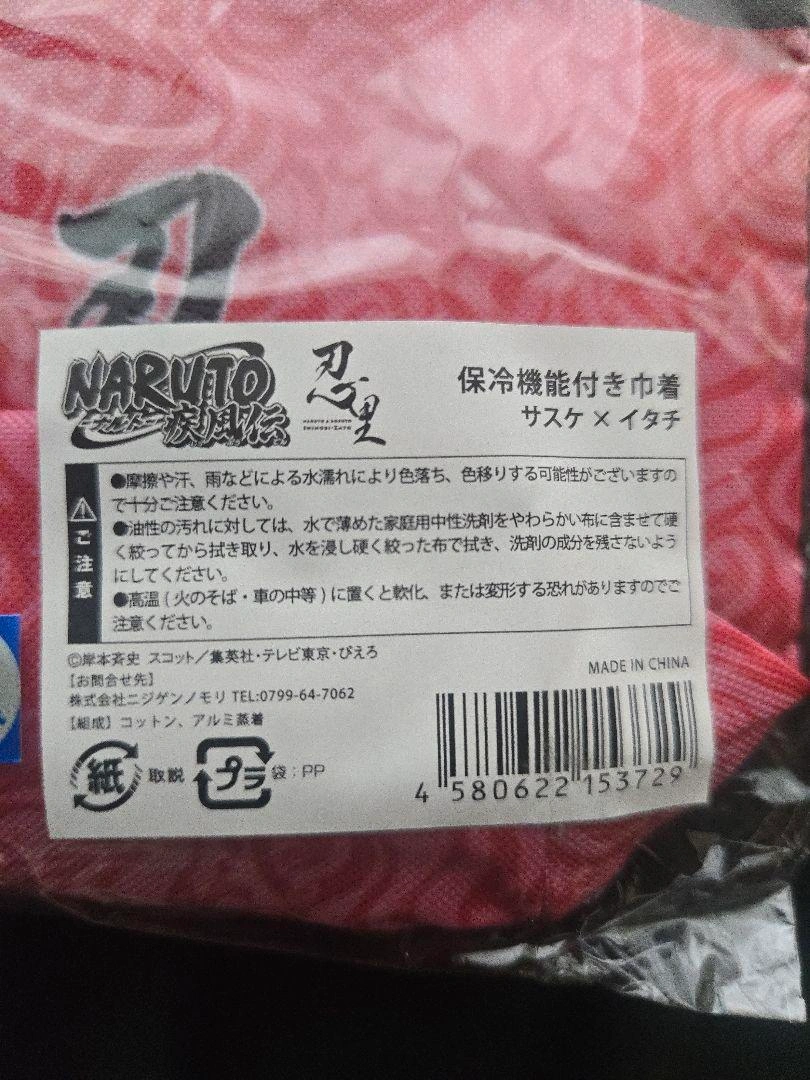 忍
NARUTO
ナルト
疾風伝
忍里
NARUTO & BORUTO
SHINOBI-ZATO
保冷機能付き巾着
サスケ × イタチ
ご注意
●摩擦や汗、雨などによる水濡れにより色落ち、色移りする可能性がございますの
で十分ご注意ください。
●油性の汚れに対しては、水で薄めた家庭用中性洗剤をやわらかい布に含ませて硬
く絞ってから拭き取り、水を浸し硬く絞った布で拭き、洗剤の成分を残さないよう
にしてください。
●高温 ( 火のそば・車の中等 ) に置くと軟化、または変形する恐れがありますのでご
注意ください。
©岸本斉史 スコット／集英社・テレビ東京・ぴえろ
【お問合せ先】
株式会社ニジゲンノモリ TEL:0799-64-7062
【組成】コットン、アルミ蒸着
MADE IN CHINA
紙 取説 プラ 袋：PP
4 580622 153729